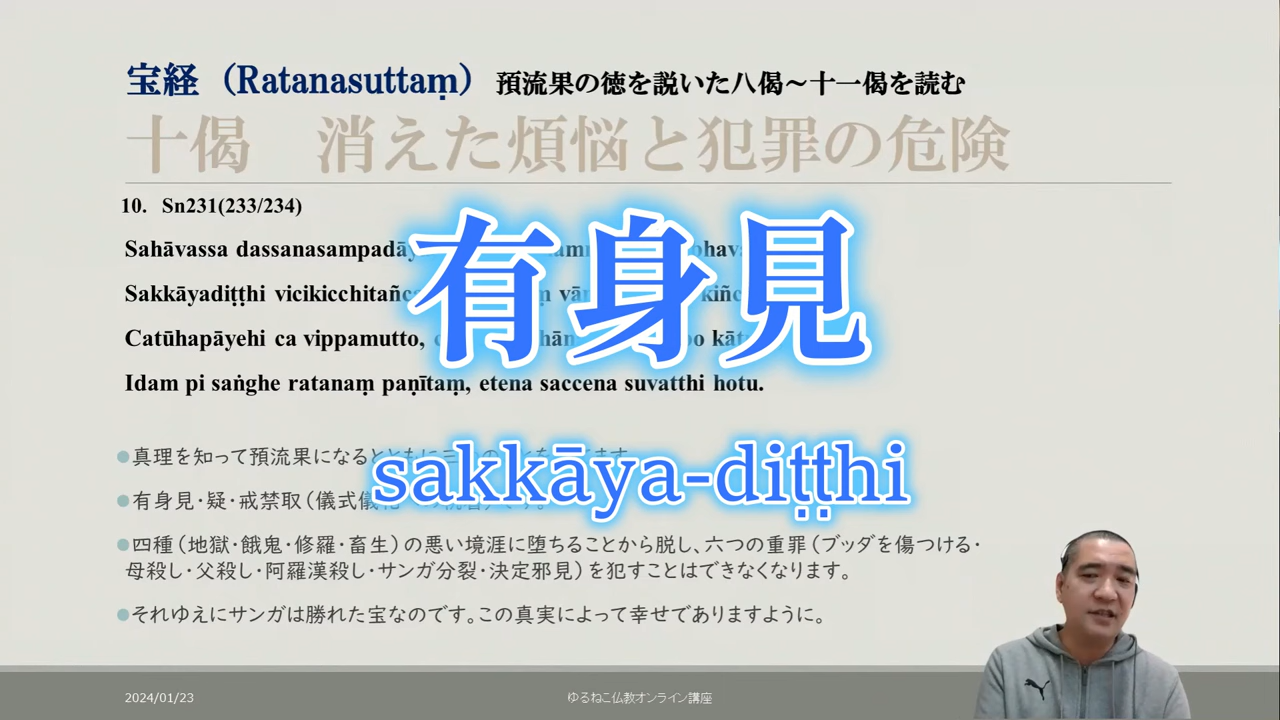 宝経（Ratanasuttaṃ）預流果の徳を説いた八偈～十一偈を読む
十偈　消えた煩悩と犯罪の危険
10. Sn231(233/234)
有身見
Sahāvassa dassanasampadāy
Sakkāyadiṭṭhi vicikicchitañca
Catūhapāyehi ca vippamutto,
Idam pi saṅghe ratanaṃ paṇītaṃ, etena saccena suvatthi hotu.
sakkāya-diṭṭhi
●真理を知って預流果になるとともに
●有身見・疑・戒禁取（儀式儀礼
●四種（地獄・餓鬼・修羅・畜生）の悪い境涯に堕ちることから脱し、六つの重罪（ブッダを傷つける・
母殺し・父殺し・阿羅漢殺し・サンガ分裂・決定邪見）を犯すことはできなくなります。
●それゆえにサンガは勝れた宝なのです。この真実によって幸せでありますように。
2024/01/23
ゆるねこ仏教オンライン講座